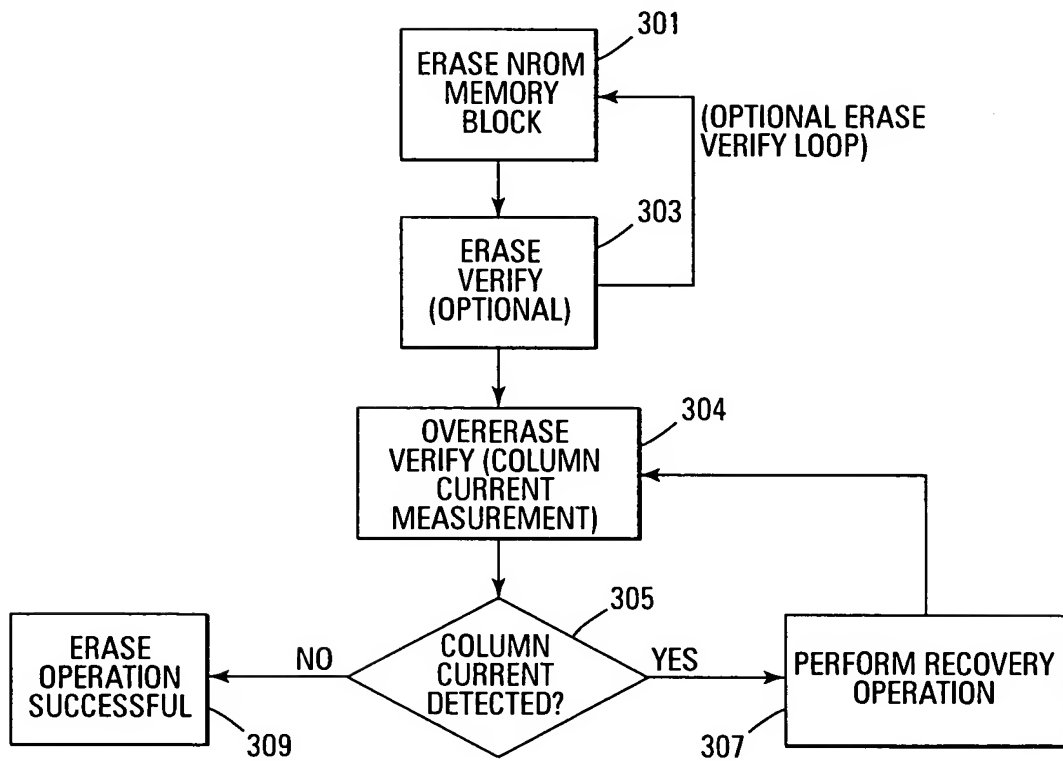 301
ERASE NROM
MEMORY
BLOCK
(OPTIONAL ERASE
VERIFY LOOP)
303
ERASE
VERIFY
(OPTIONAL)
304
OVERERASE
VERIFY (COLUMN
CURRENT
MEASUREMENT)
305
COLUMN
CURRENT
DETECTED?
NO
YES
ERASE
OPERATION
SUCCESSFUL
309
PERFORM RECOVERY
OPERATION
307